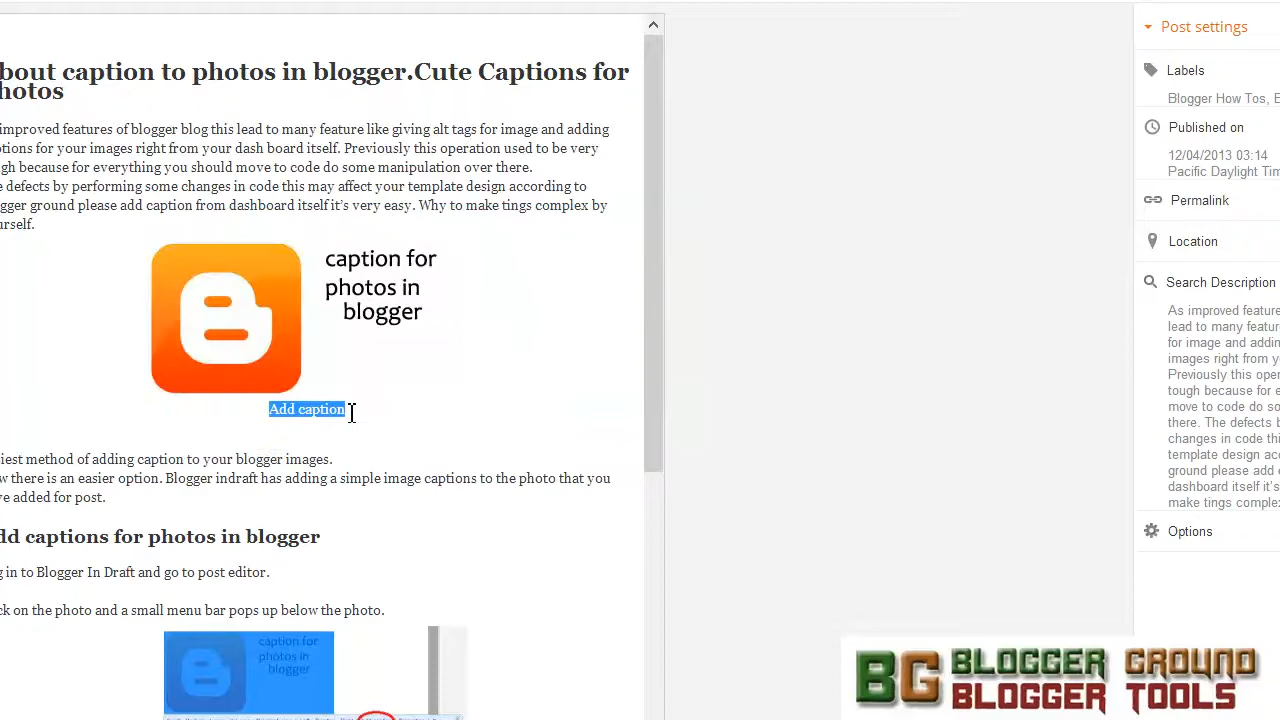 bout caption to photos in blogger.Cute Captions for
hotos
improved features of blogger blog this lead to many feature like giving alt tags for image and adding
tions for your images right from your dash board itself. Previously this operation used to be very
gh because for everything you should move to code do some manipulation over there.
e defects by performing some changes in code this may affect your template design according to
gger ground please add caption from dashboard itself it's very easy. Why to make tings complex by
urself.
caption for
photos in
blogger
Add caption
siest method of adding caption to your blogger images.
w there is an easier option. Blogger indraft has adding a simple image captions to the photo that you
ve added for post.
dd captions for photos in blogger
g in to Blogger In Draft and go to post editor.
ck on the photo and a small menu bar pops up below the photo.
caption for
photos in
blogger
Post settings
Labels
Blogger How Tos, E
Published on
12/04/2013 03:14
Pacific Daylight Tim
Permalink
Location
Search Description
As improved feature
lead to many featur
for image and addin
images right from yo
Previously this oper
tough because for e
move to code do so
there. The defects b
changes in code thi
template design acc
ground please add c
dashboard itself it's
make tings complex
Options
BG BLOGGER GROUND
BLOGGER TOOLS